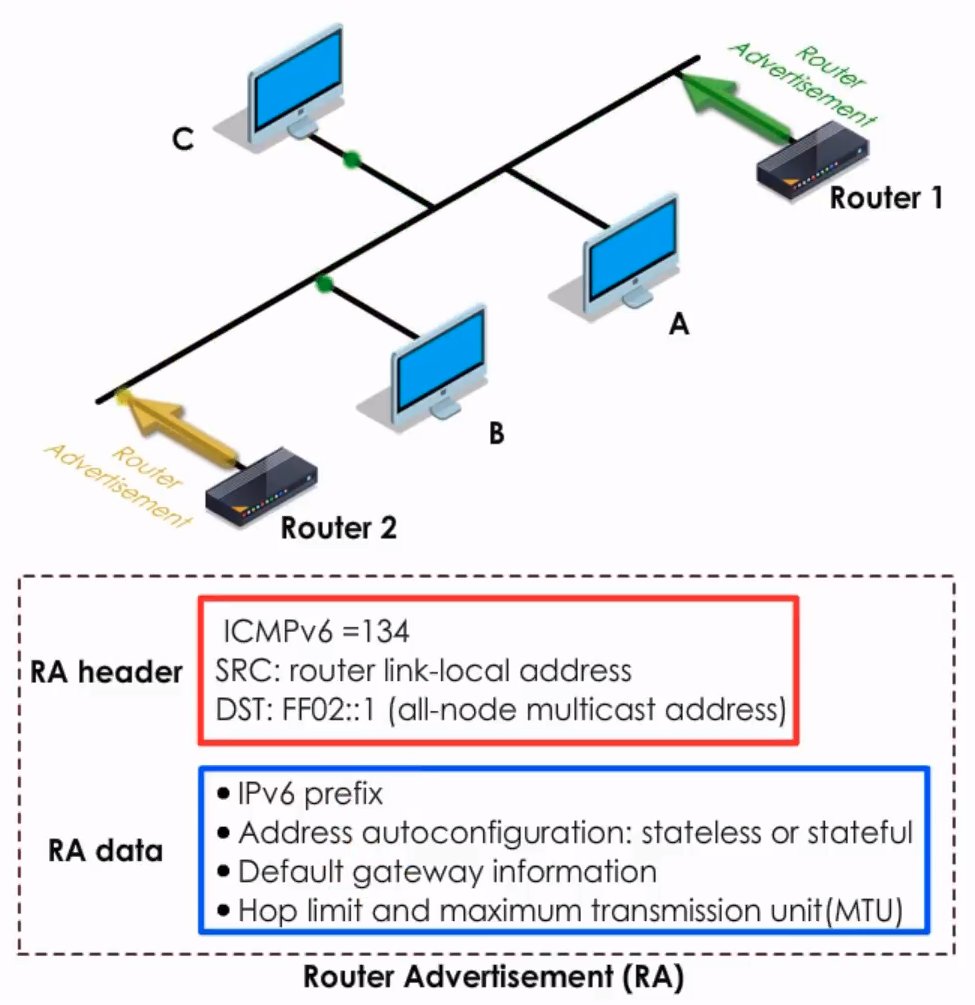 Router
Advertisement
C
Router 1
A
B
Router
Advertisement
Router 2
RA header
ICMPv6 =134
SRC: router link-local address
DST: FF02::1 (all-node multicast address)
RA data
• IPv6 prefix
• Address autoconfiguration: stateless or stateful
• Default gateway information
• Hop limit and maximum transmission unit(MTU)
Router Advertisement (RA)